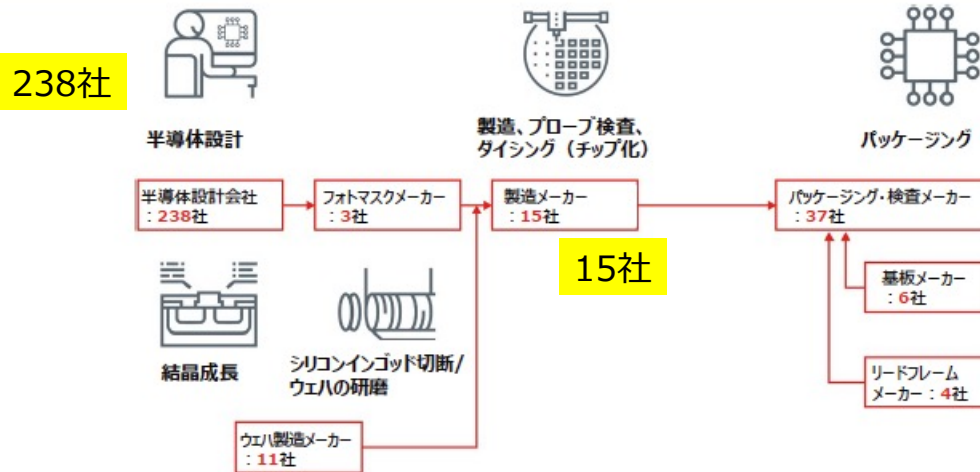 238社
半導体設計
製造、プローブ検査、
ダイシング（チップ化）
パッケージング
半導体設計会社
：238社
フォトマスクメーカー
：3社
製造メーカー
：15社
パッケージング・検査メーカー
：37社
15社
基板メーカー
：6社
結晶成長
シリコンインゴッド切断/
ウェハの研磨
リードフレーム
メーカー：4社
ウエハ製造メーカー
：11社